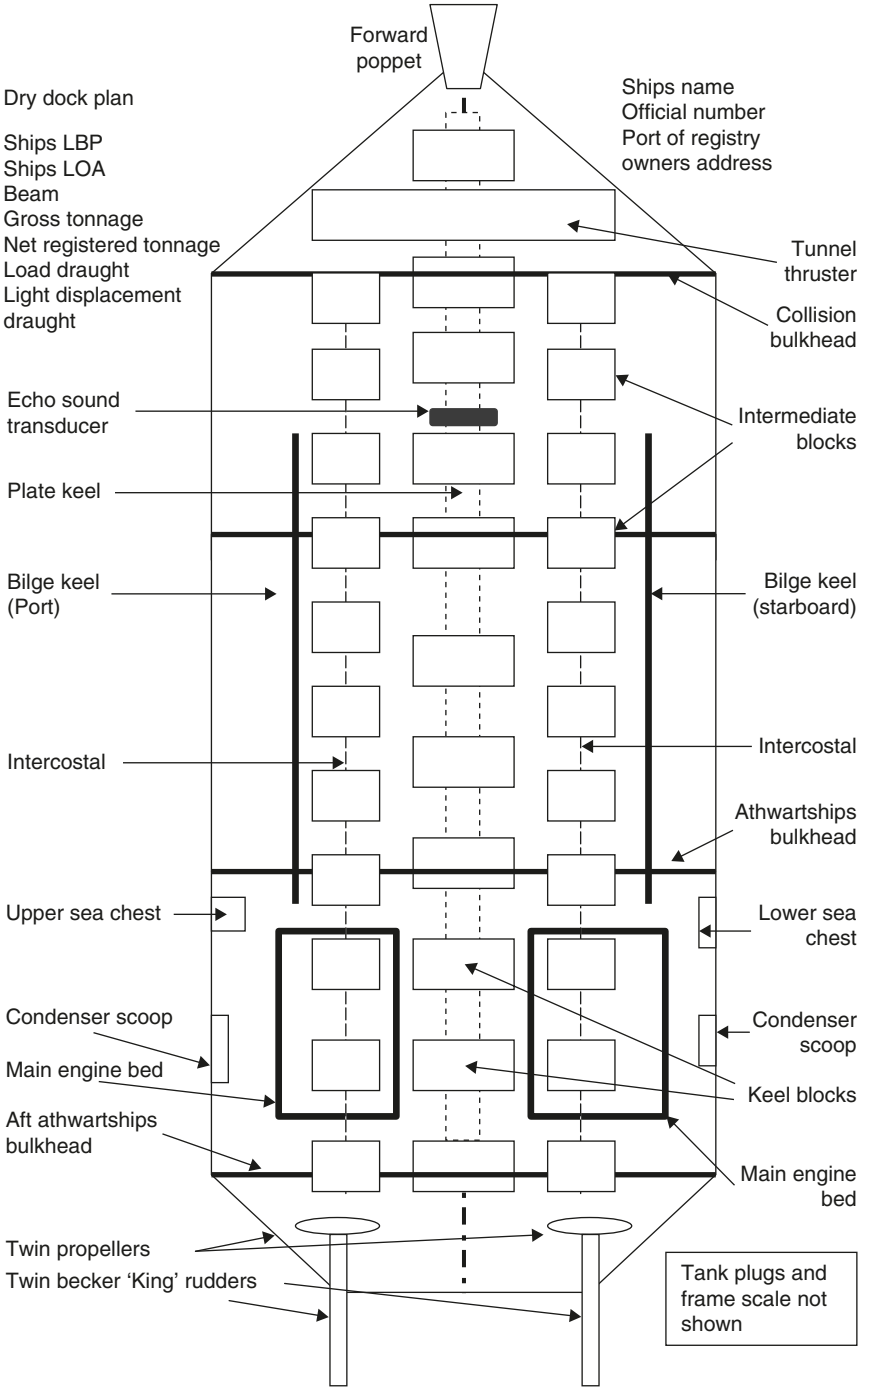 Forward
poppet
Dry dock plan
Ships LBP
Ships LOA
Beam
Gross tonnage
Net registered tonnage
Load draught
Light displacement
draught
Ships name
Official number
Port of registry
owners address
Tunnel
thruster
Collision
bulkhead
Echo sound
transducer
Intermediate
blocks
Plate keel
Bilge keel
(Port)
Bilge keel
(starboard)
Intercostal
Intercostal
Athwartships
bulkhead
Upper sea chest
Lower sea
chest
Condenser scoop
Condenser
scoop
Main engine bed
Keel blocks
Aft athwartships
bulkhead
Main engine
bed
Twin propellers
Twin becker ‘King’ rudders
Tank plugs and
frame scale not
shown